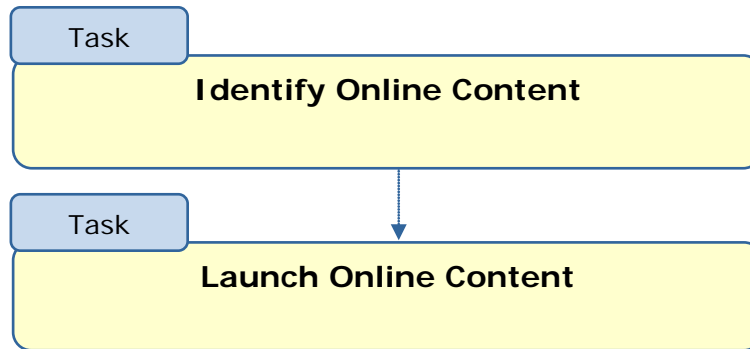 Task
Identify Online Content
Task
Launch Online Content